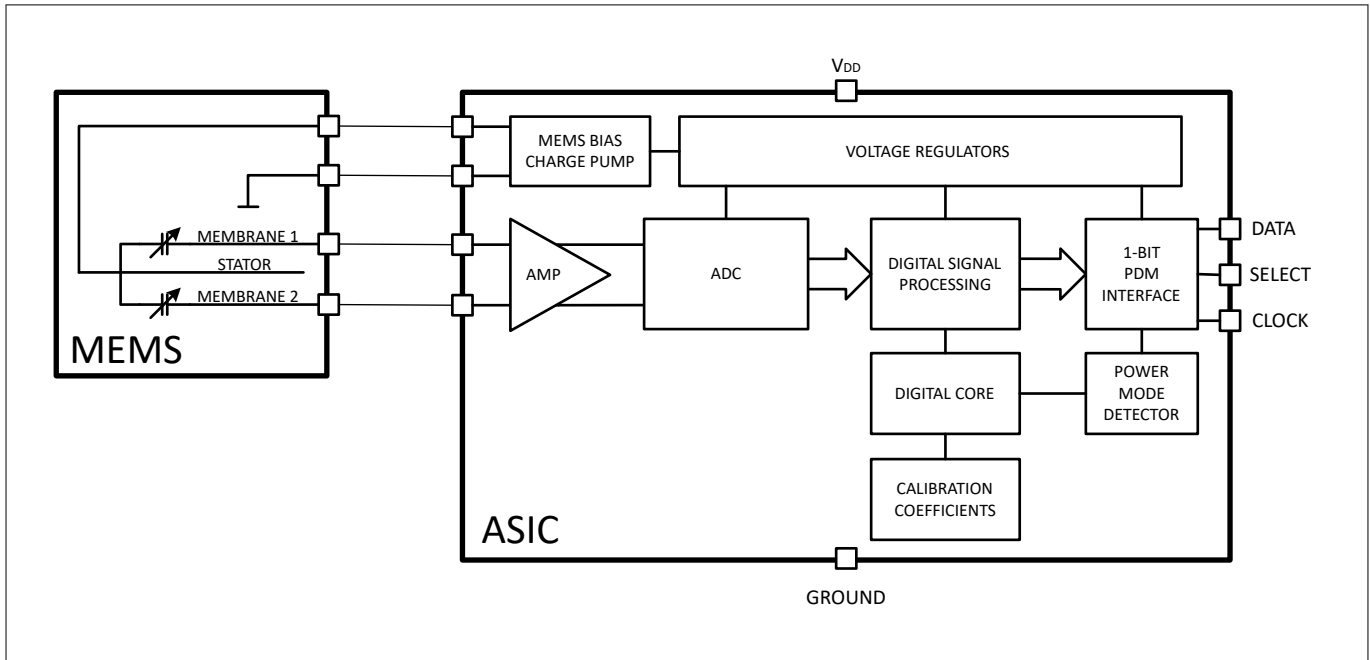 VDD
MEMS BIAS
CHARGE PUMP
VOLTAGE REGULATORS
MEMBRANE 1
STATOR
MEMBRANE 2
MEMS
AMP
ADC
DIGITAL SIGNAL
PROCESSING
1-BIT
PDM
INTERFACE
DATA
SELECT
CLOCK
DIGITAL CORE
POWER
MODE
DETECTOR
CALIBRATION
COEFFICIENTS
ASIC
GROUND